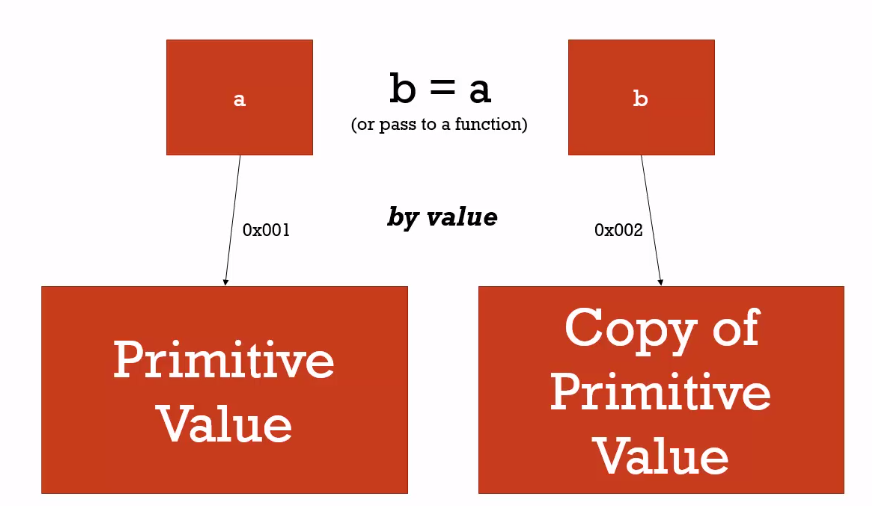 a
b = a
(or pass to a function)
b
by value
0x001
0x002
Primitive
Value
Copy of
Primitive
Value